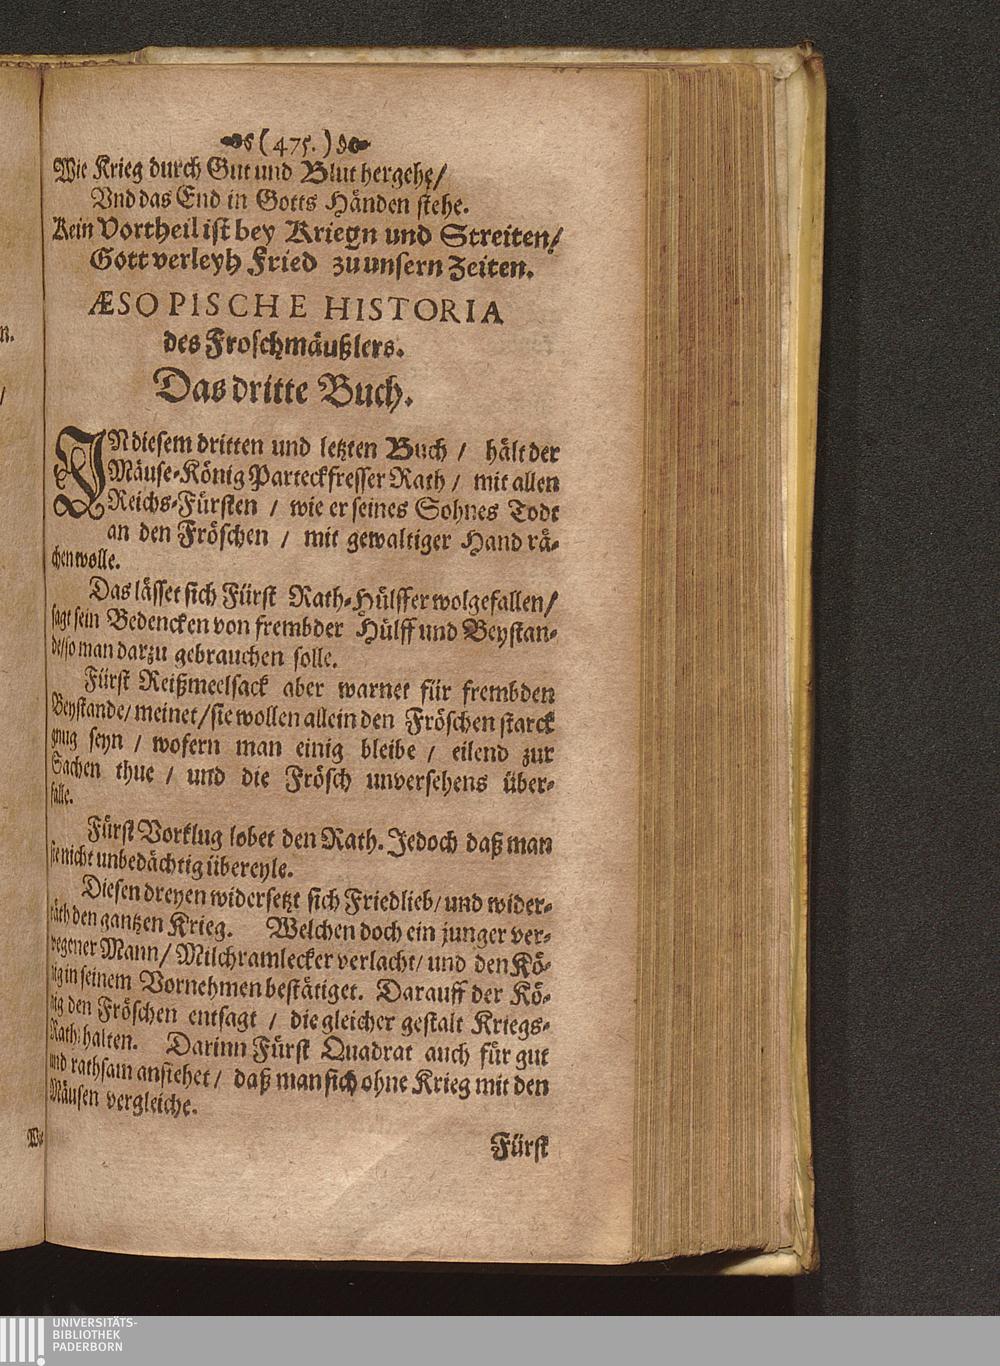 (475.)
Wie Krieg durch Gut und Blut hergehe/
Vnd das End in Gotts Händen stehe.
Kein Vortheil ist bey Kriegn und Streiten/
Gott verleyh Fried zu unsern Zeiten.
ÆSOPISCHE HISTORIA
des Froschmäußlers.
Das dritte Buch.
IN diesem dritten und letzten Buch / hält der
Mäuse-König Parteckfresser Rath / mit allen
Reichs-Fürsten / wie er seines Sohnes Todt
an den Fröschen / mit gewaltiger Hand rä-
chen wolle.
Das lässet sich Fürst Rath-Hülffer wolgefallen/
sagt sein Bedencken von frembder Hülff und Beystan-
de/ so man darzu gebrauchen solle.
Fürst Reißmeelsack aber warnet für frembden
Beystande/ meinet/ sie wollen allein den Fröschen starck
gnug seyn / wofern man einig bleibe / eilend zur
Sachen thue / und die Frösch unversehens über-
falle.
Fürst Vorklug lobet den Rath. Jedoch daß man
sie nicht unbedächtig übereyle.
Diesen dreyen widersetzt sich Friedlieb/ und wider-
räth den gantzen Krieg. Welchen doch ein junger ver-
wegener Mann/ Milchramlecker verlacht/ und den Kö-
nig in seinem Vornehmen bestätiget. Darauff der Kö-
nig den Fröschen entsagt / die gleicher gestalt Kriegs-
Rath halten. Darinn Fürst Quadrat auch für gut
und rathsam ansiehet / daß man sich ohne Krieg mit den
Mäusen vergleiche.
Fürst
UNIVERSITÄTS-
BIBLIOTHEK
PADERBORN